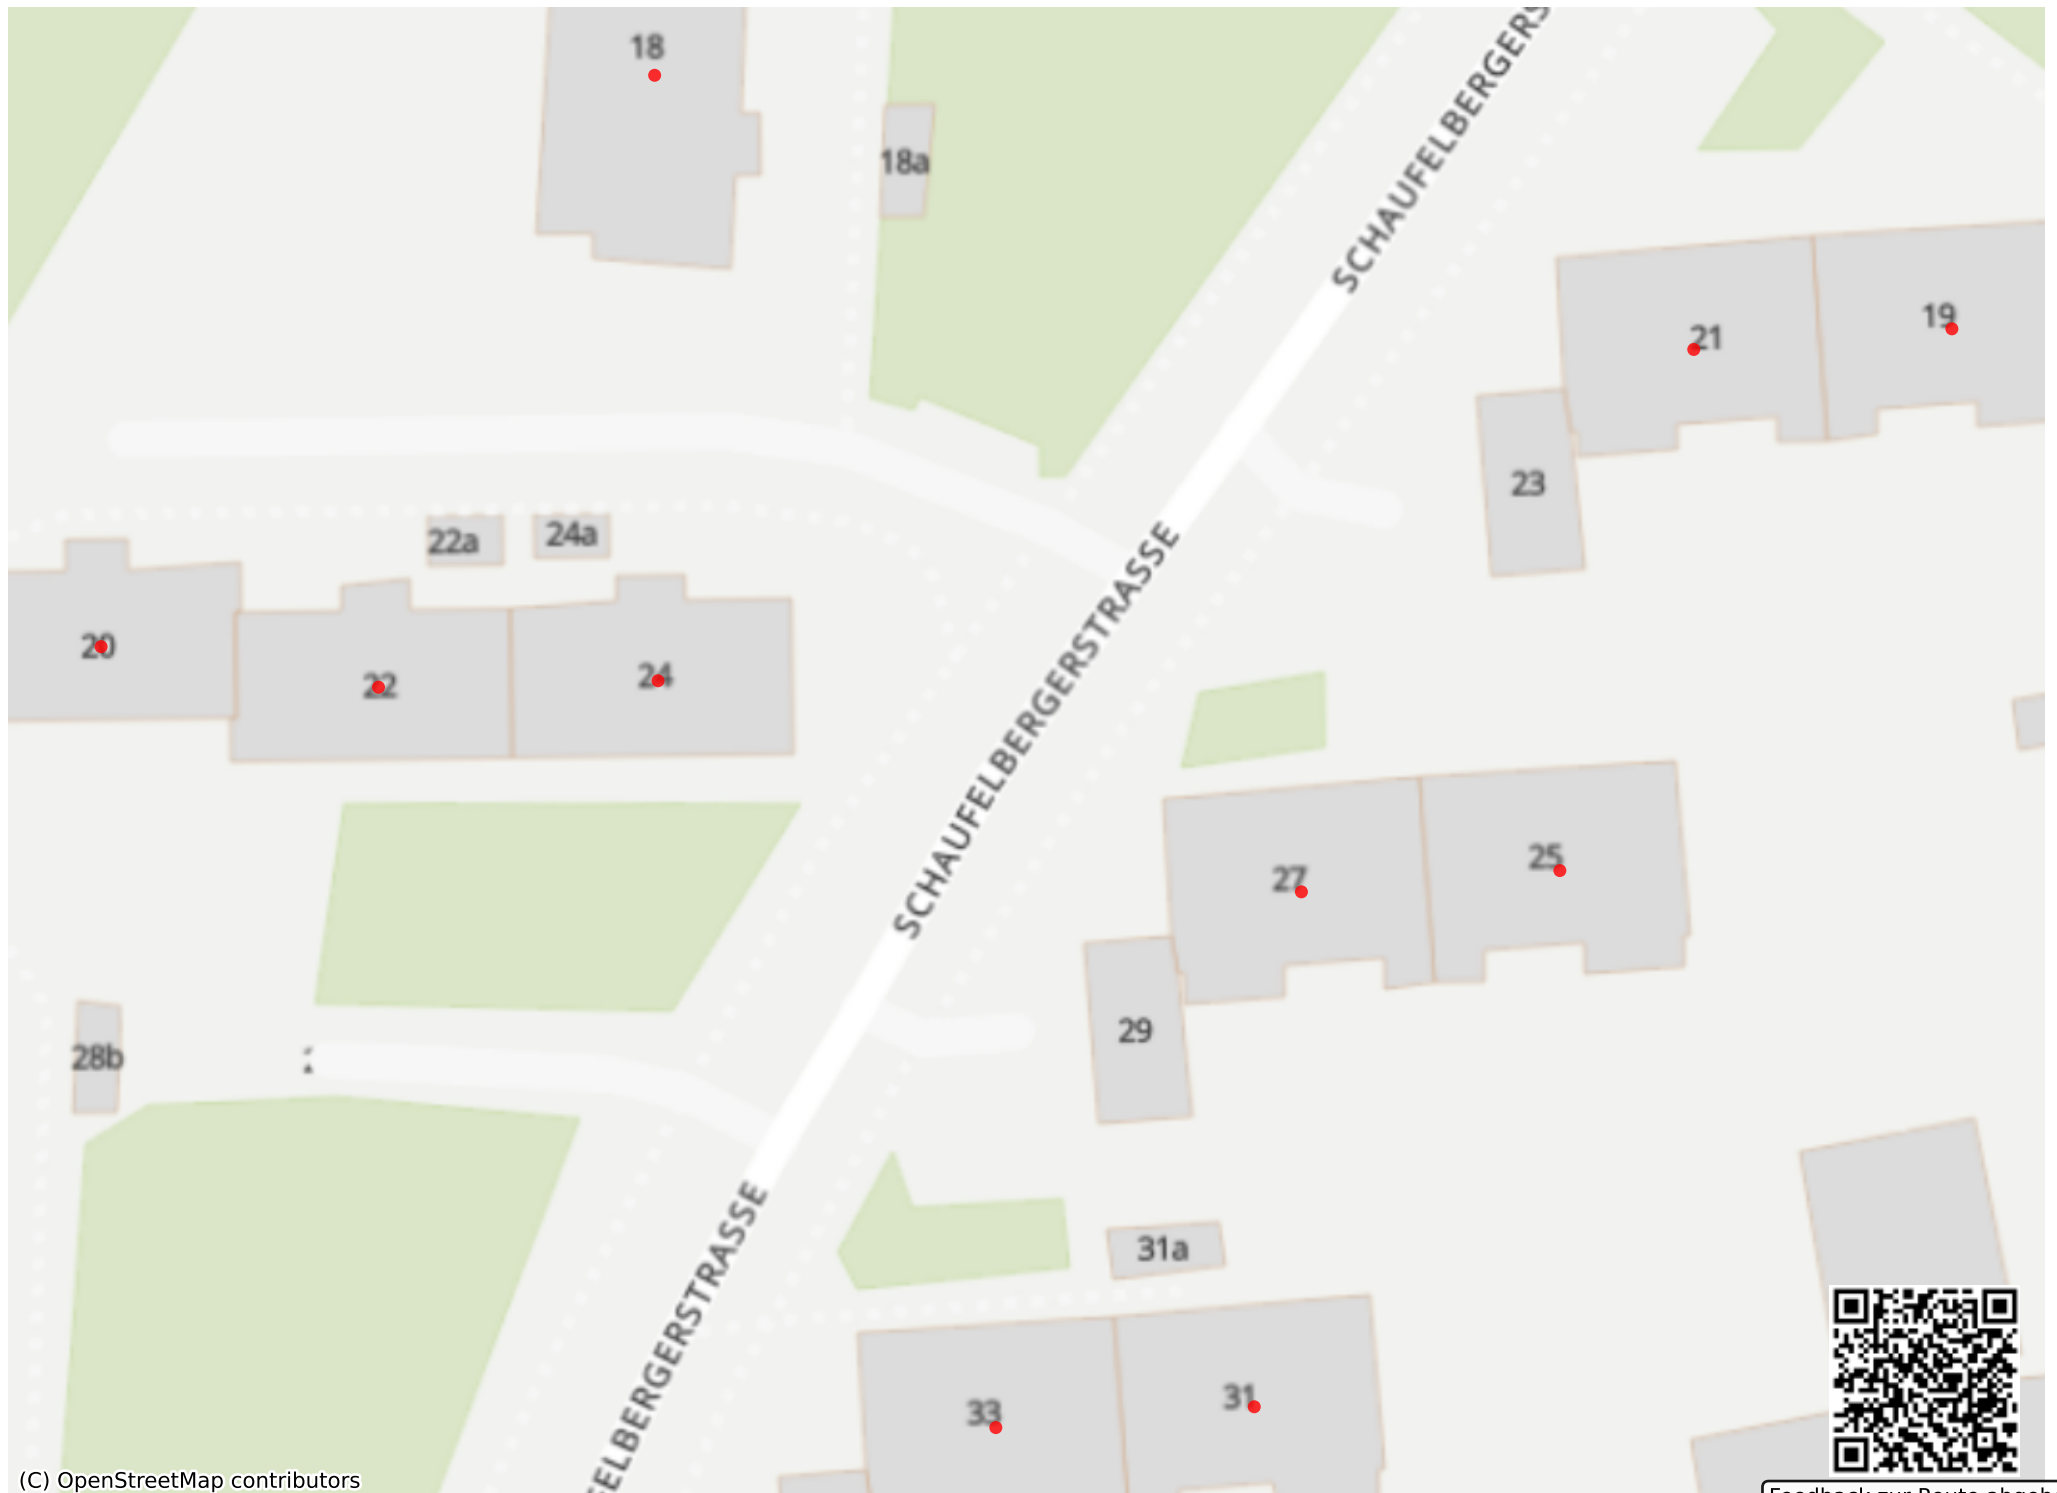 18
SCHAUFELBERGERS
18a
19
21
23
22a
24a
20
22
24
SCHAUFELBERGERSTRASSE
25
27
29
28b
31a
ELBERGERSTRASSE
31
33
(C) OpenStreetMap contributors